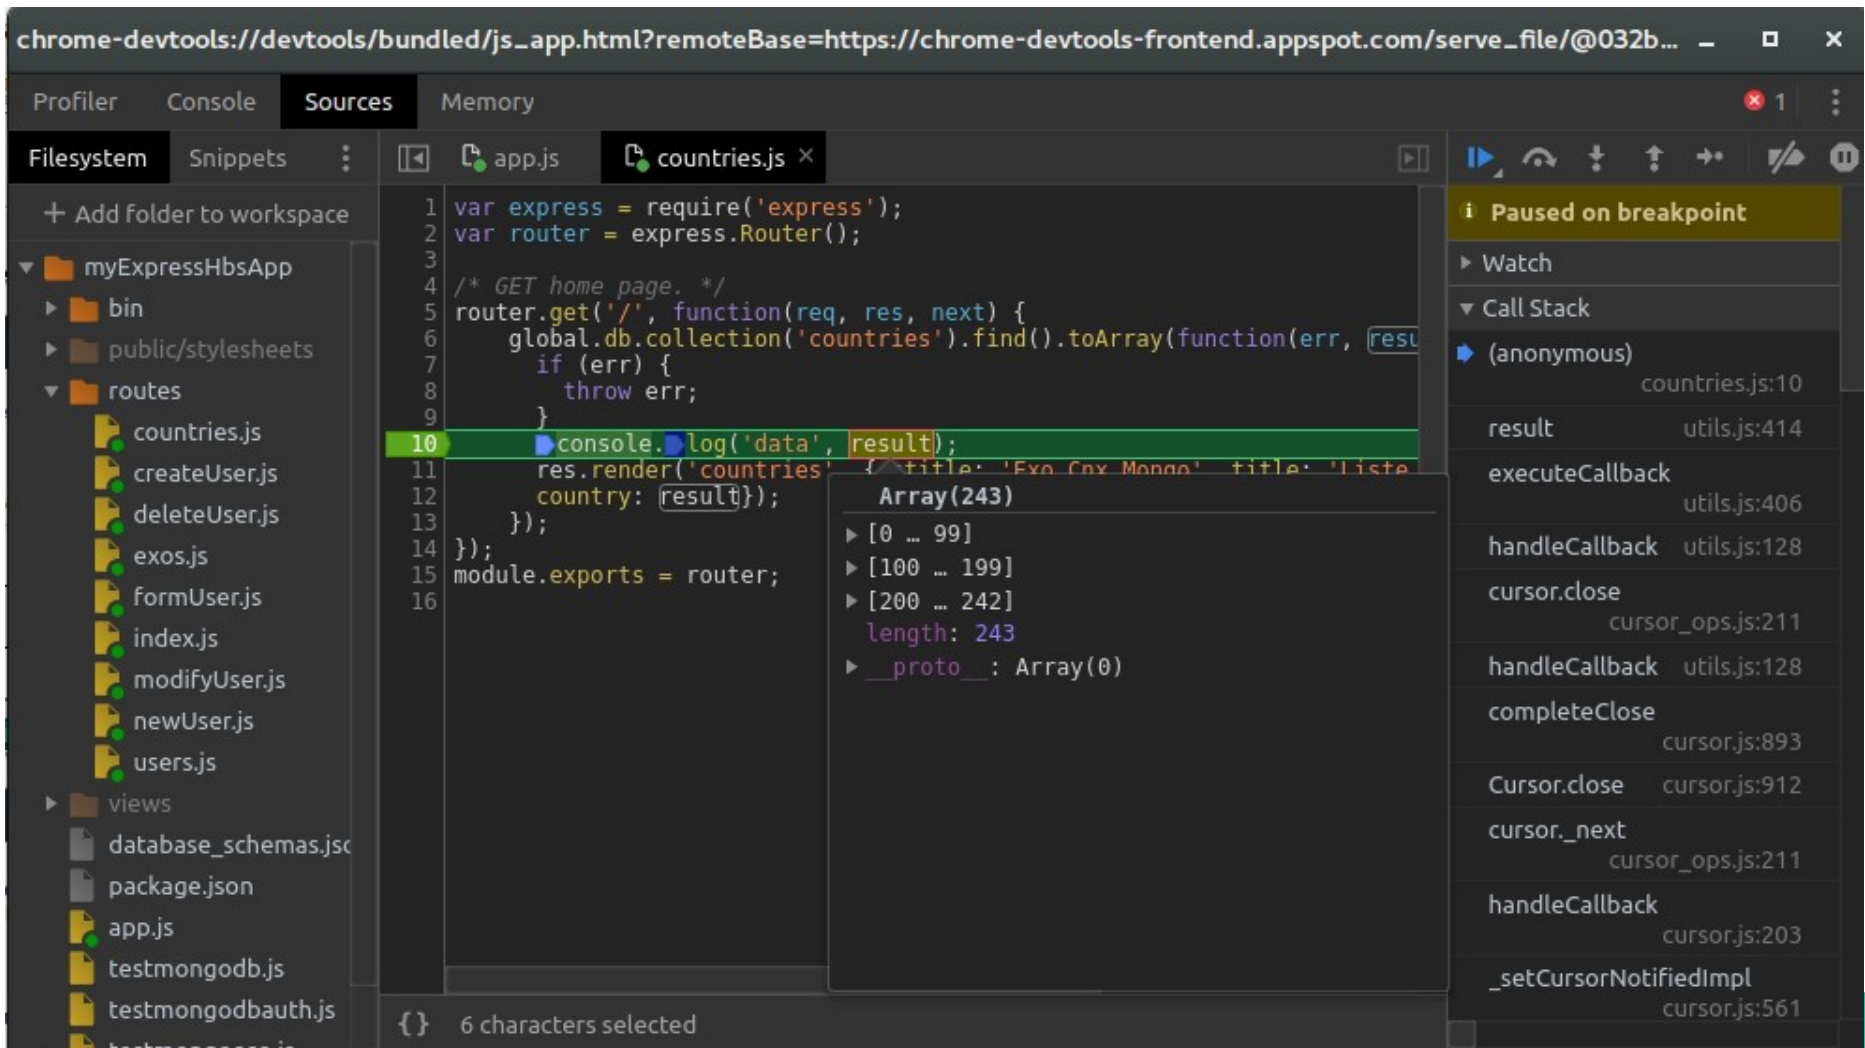 chrome-devtools://devtools/bundled/js_app.html?remoteBase=https://chrome-devtools-frontend.appspot.com/serve_file/@032b...
Profiler Console Sources Memory 1
Filesystem Snippets
+ Add folder to workspace
myExpressHbsApp
bin
public/stylesheets
routes
countries.js
createUser.js
deleteUser.js
exos.js
formUser.js
index.js
modifyUser.js
newUser.js
users.js
views
database_schemas.jsc
package.json
app.js
testmongodb.js
testmongodbauth.js
app.js countries.js ×
1 var express = require('express');
2 var router = express.Router();
3
4 /* GET home page. */
5 router.get('/', function(req, res, next) {
6 global.db.collection('countries').find().toArray(function(err, resu
7 if (err) {
8 throw err;
9 }
10 console.log('data', result);
11 res.render('countries' { title: 'Exo Cnx Mongo' title: 'Liste
12 country: result});
13 });
14 });
15 module.exports = router;
16
Array(243)
[0 … 99]
[100 … 199]
[200 … 242]
length: 243
__proto__: Array(0)
{} 6 characters selected
Paused on breakpoint
Watch
Call Stack
(anonymous)
countries.js:10
result utils.js:414
executeCallback
utils.js:406
handleCallback utils.js:128
cursor.close
cursor_ops.js:211
handleCallback utils.js:128
completeClose
cursor.js:893
Cursor.close cursor.js:912
cursor._next
cursor_ops.js:211
handleCallback
cursor.js:203
_setCursorNotifiedImpl
cursor.js:561